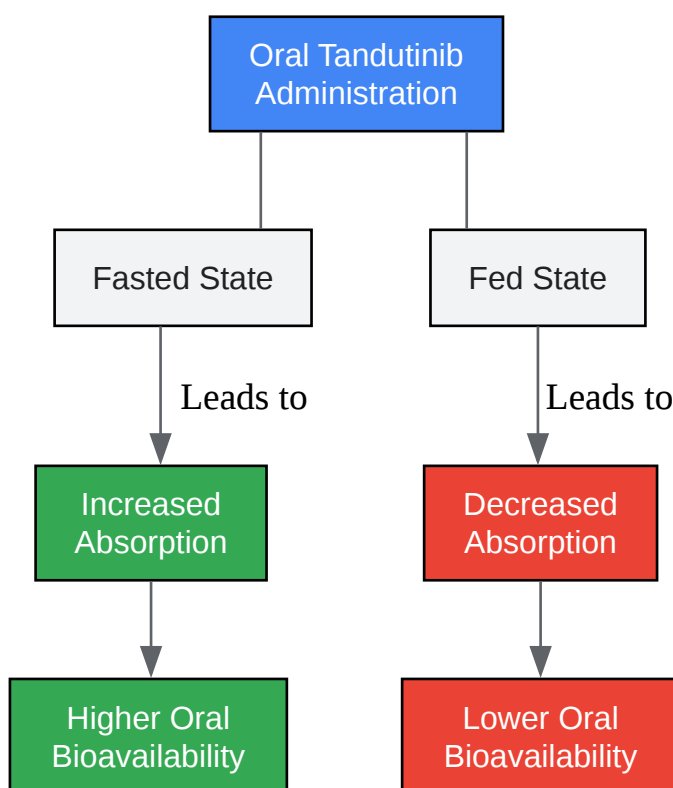 Oral Tandutinib
Administration
Fasted State
Fed State
Leads to
Leads to
Increased
Absorption
Decreased
Absorption
Higher Oral
Bioavailability
Lower Oral
Bioavailability